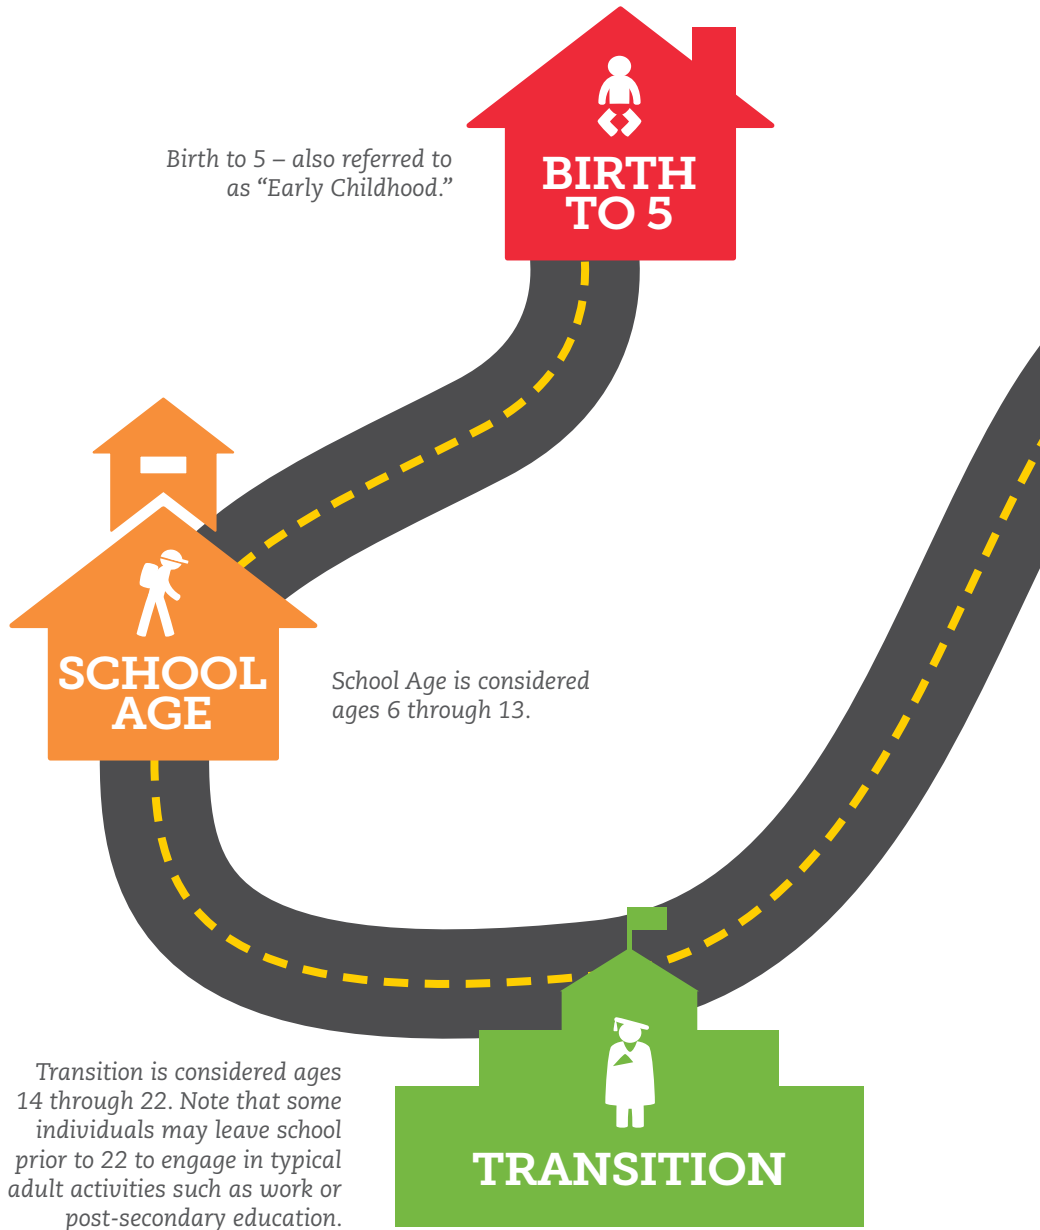 Birth to 5 – also referred to
as “Early Childhood.”
BIRTH
TO 5
SCHOOL
AGE
School Age is considered
ages 6 through 13.
Transition is considered ages
14 through 22. Note that some
individuals may leave school
prior to 22 to engage in typical
adult activities such as work or
post-secondary education.
TRANSITION